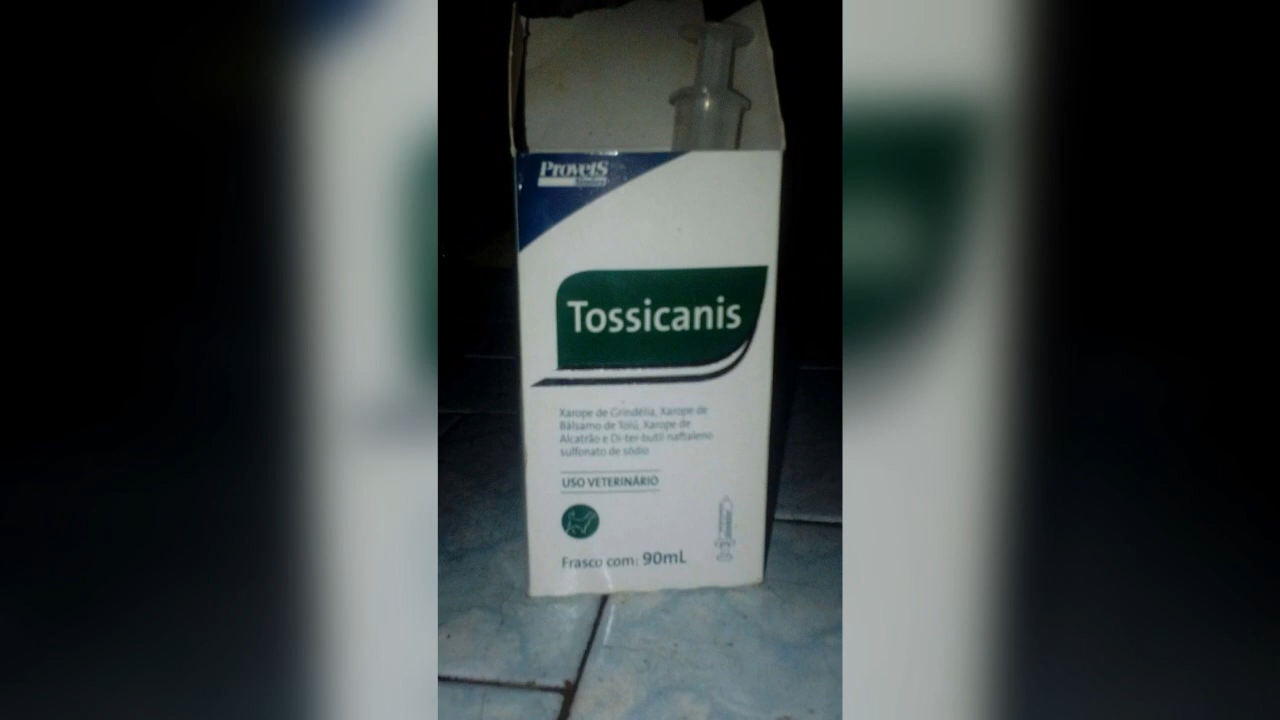 Provets
Tossicanis
Xarope de Grindélia, Xarope de
Bálsamo de Tolú, Xarope de
Alcatrão e Di-ter-butil naftaleno
sulfonato de sódio
USO VETERINÁRIO
Frasco com: 90mL